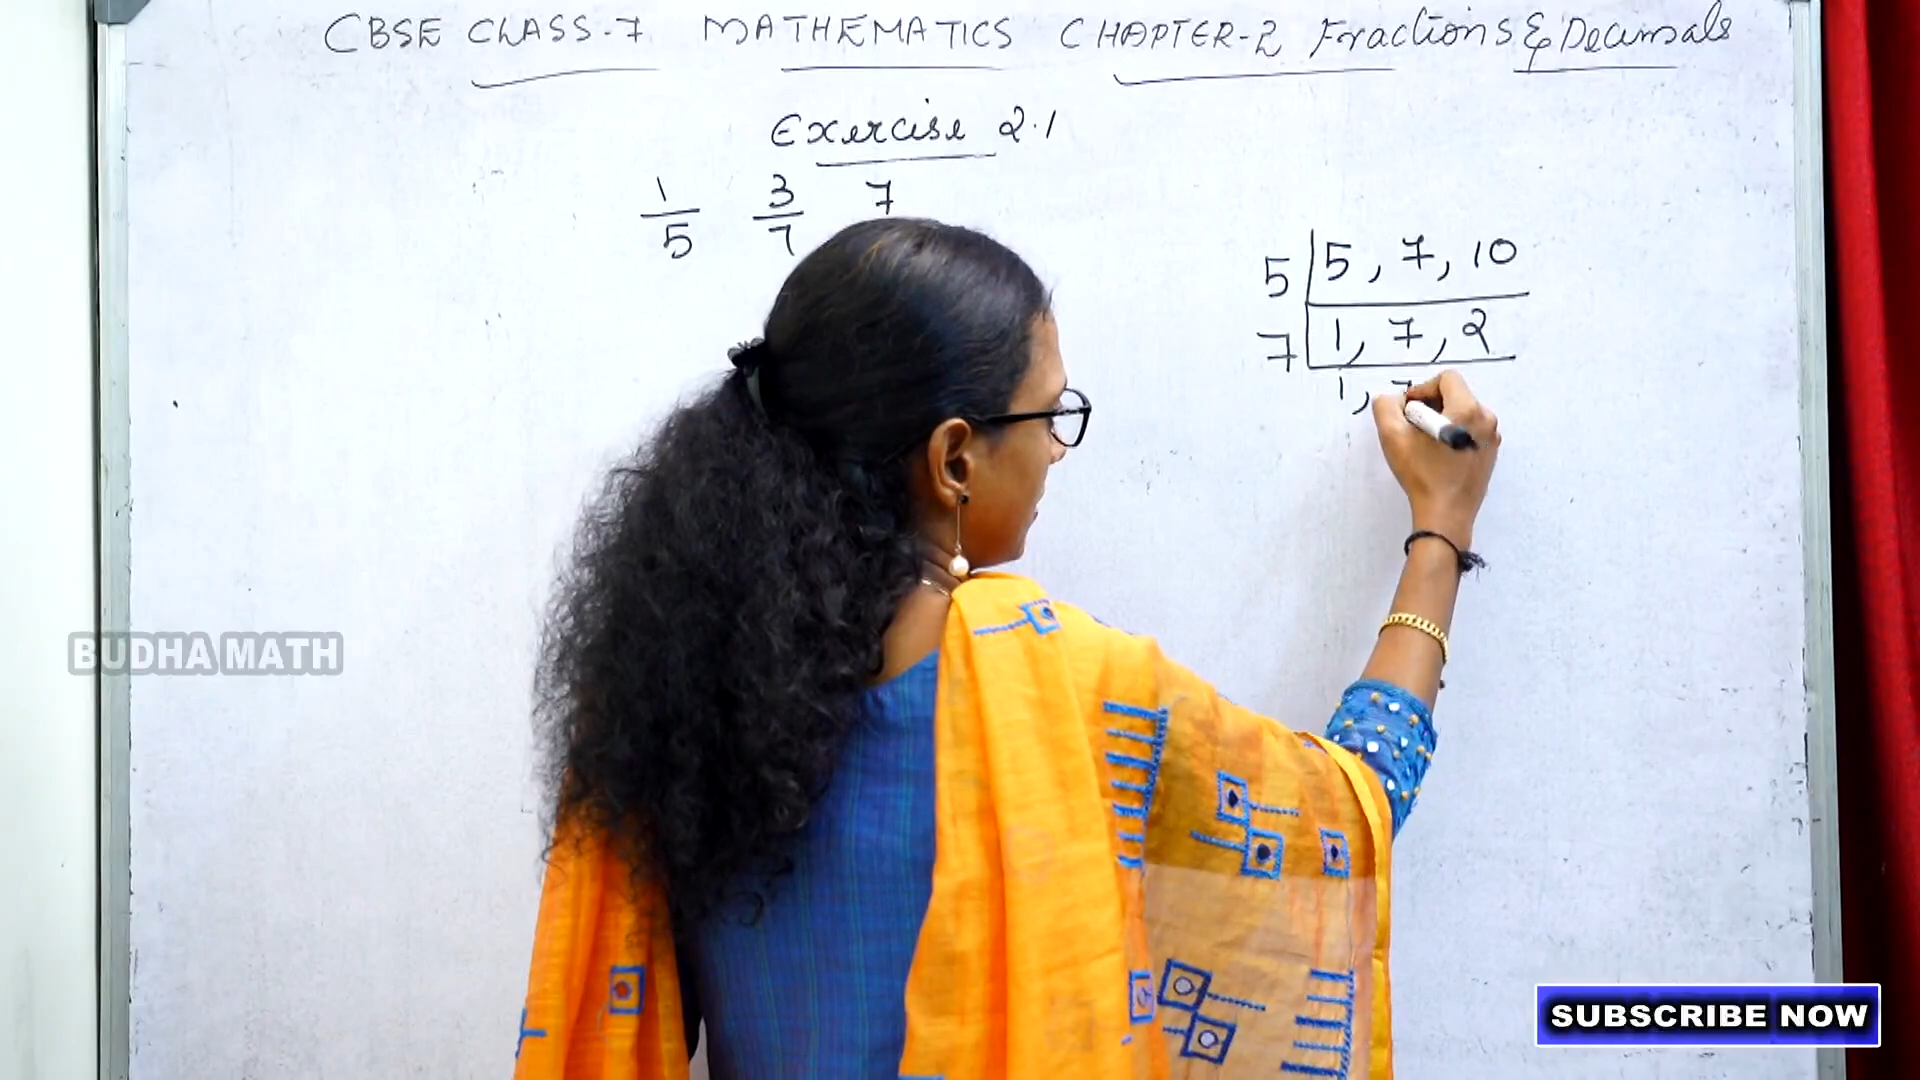 CBSE CLASS-7 MATHEMATICS CHAPTER-2 Fractions & Decimals
Exercise 2.1
1/5 3/7 7
5 | 5, 7, 10
7 | 1, 7, 2
1,
BUDHA MATH
SUBSCRIBE NOW